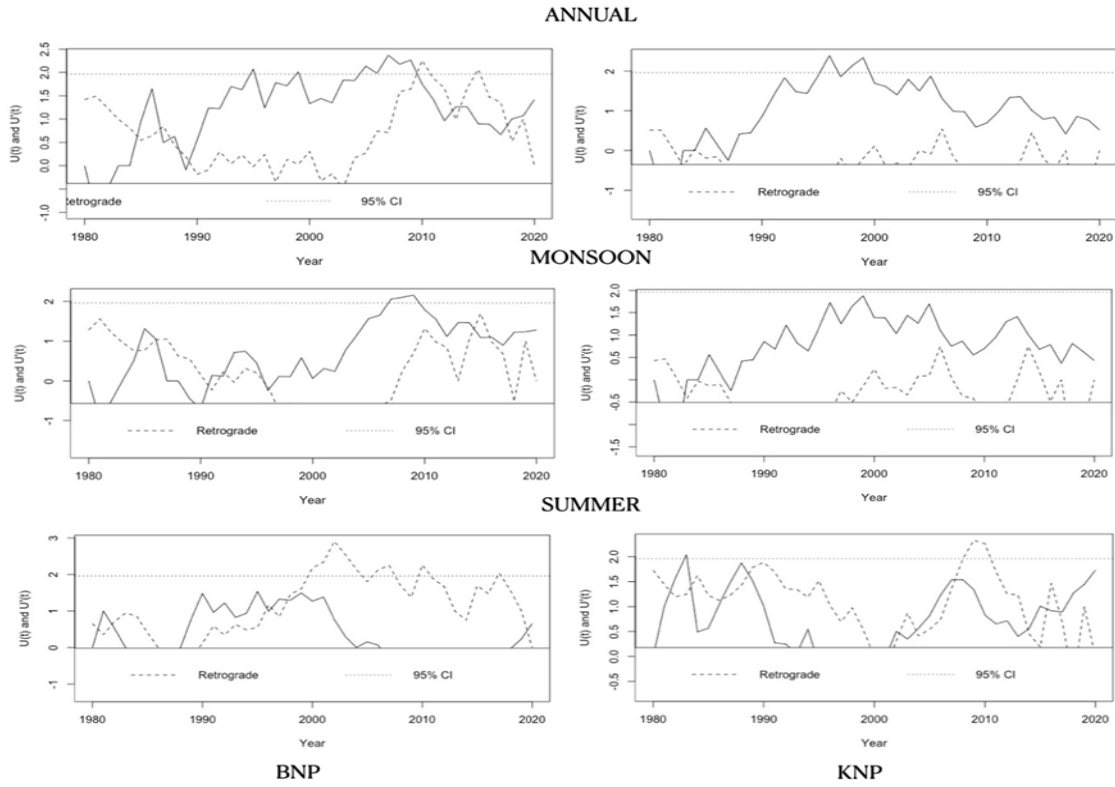 ANNUAL
U(t) and U'(t)
2.5
2.0
1.5
1.0
0.5
0.0
-1.0
etrograde
95% CI
1980
1990
2000
2010
2020
Year
U(t) and U'(t)
2
1
0
-1
Retrograde
95% CI
1980
1990
2000
2010
2020
Year
MONSOON
U(t) and U'(t)
2
1
0
-1
Retrograde
95% CI
1980
1990
2000
2010
2020
Year
U(t) and U'(t)
2.0
1.5
1.0
0.5
-0.5
-1.5
Retrograde
95% CI
1980
1990
2000
2010
2020
Year
SUMMER
U(t) and U'(t)
3
2
1
0
-1
Retrograde
95% CI
1980
1990
2000
2010
2020
Year
U(t) and U'(t)
2.0
1.5
1.0
0.5
0.0
-0.5
Retrograde
95% CI
1980
1990
2000
2010
2020
Year
BNP
KNP